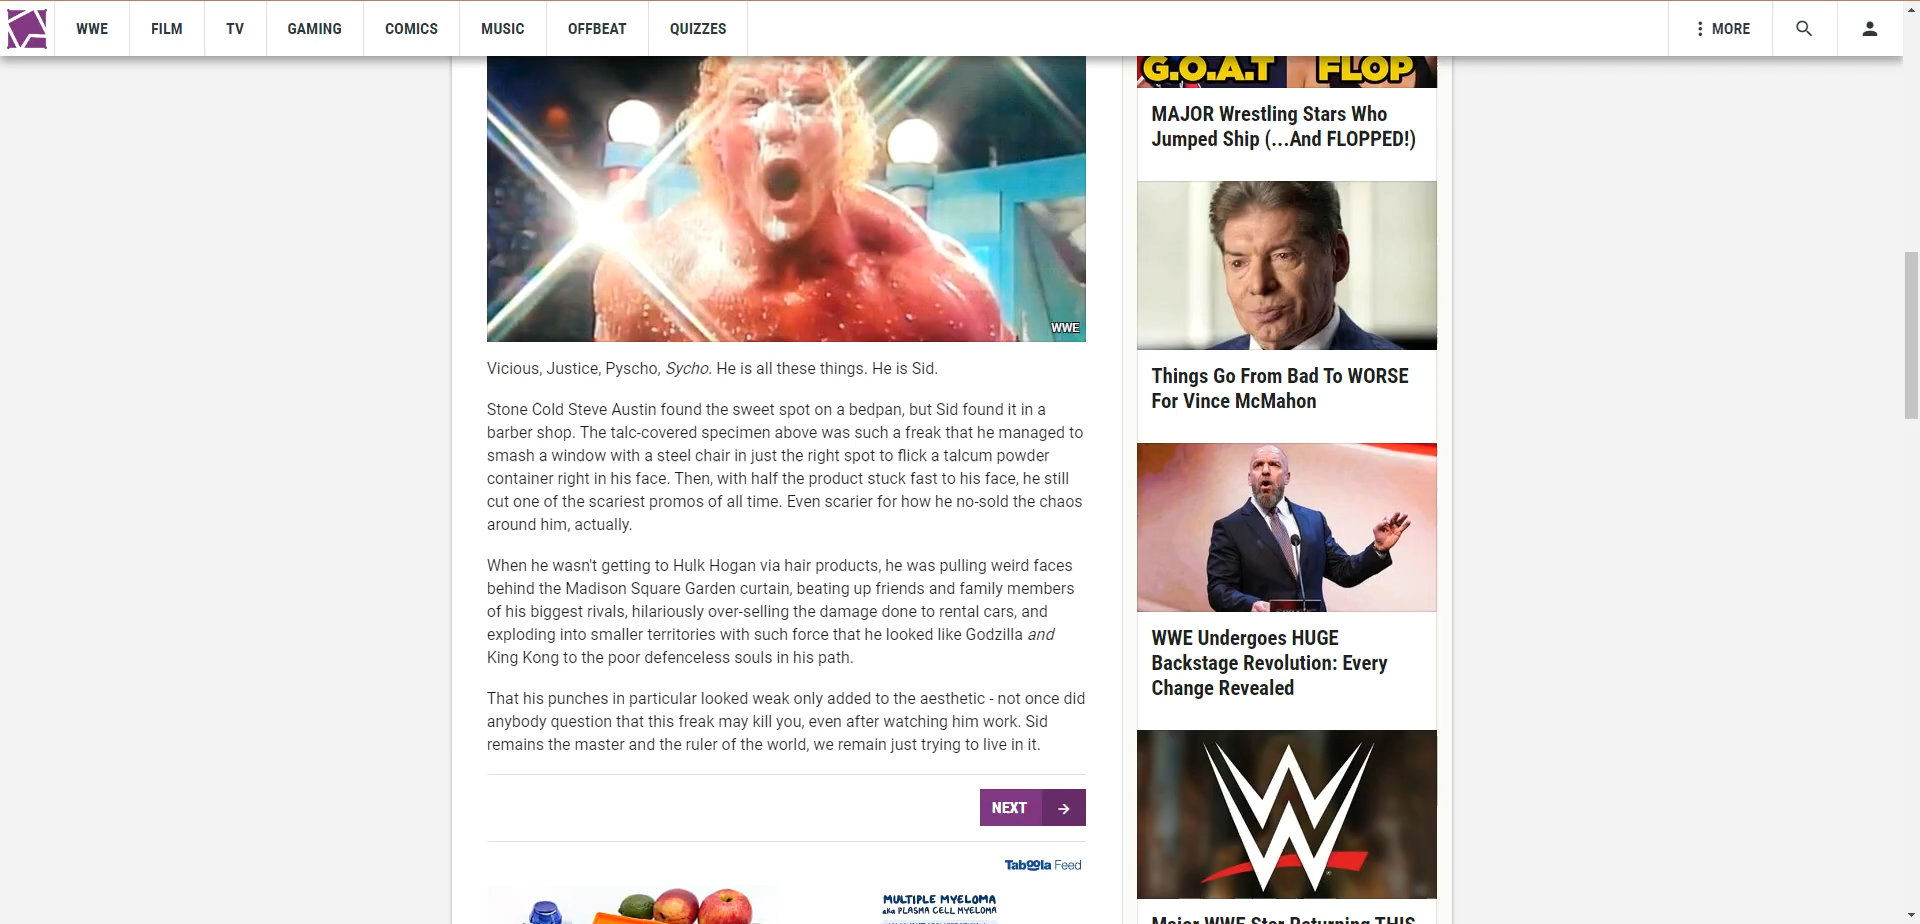 WWE
FILM
TV
GAMING
COMICS
MUSIC
OFFBEAT
QUIZZES
MORE
WWE
Vicious, Justice, Pyscho, Sycho. He is all these things. He is Sid.
Stone Cold Steve Austin found the sweet spot on a bedpan, but Sid found it in a
barber shop. The talc-covered specimen above was such a freak that he managed to
smash a window with a steel chair in just the right spot to flick a talcum powder
container right in his face. Then, with half the product stuck fast to his face, he still
cut one of the scariest promos of all time. Even scarier for how he no-sold the chaos
around him, actually.
When he wasn't getting to Hulk Hogan via hair products, he was pulling weird faces
behind the Madison Square Garden curtain, beating up friends and family members
of his biggest rivals, hilariously over-selling the damage done to rental cars, and
exploding into smaller territories with such force that he looked like Godzilla and
King Kong to the poor defenceless souls in his path.
That his punches in particular looked weak only added to the aesthetic - not once did
anybody question that this freak may kill you, even after watching him work. Sid
remains the master and the ruler of the world, we remain just trying to live in it.
NEXT
Taboola Feed
MULTIPLE MYELOMA
aka PLASMA CELL MYELOMA
G.O.A.T FLOP
MAJOR Wrestling Stars Who
Jumped Ship (...And FLOPPED!)
Things Go From Bad To WORSE
For Vince McMahon
WWE Undergoes HUGE
Backstage Revolution: Every
Change Revealed
Major WWE Star Returning THIS